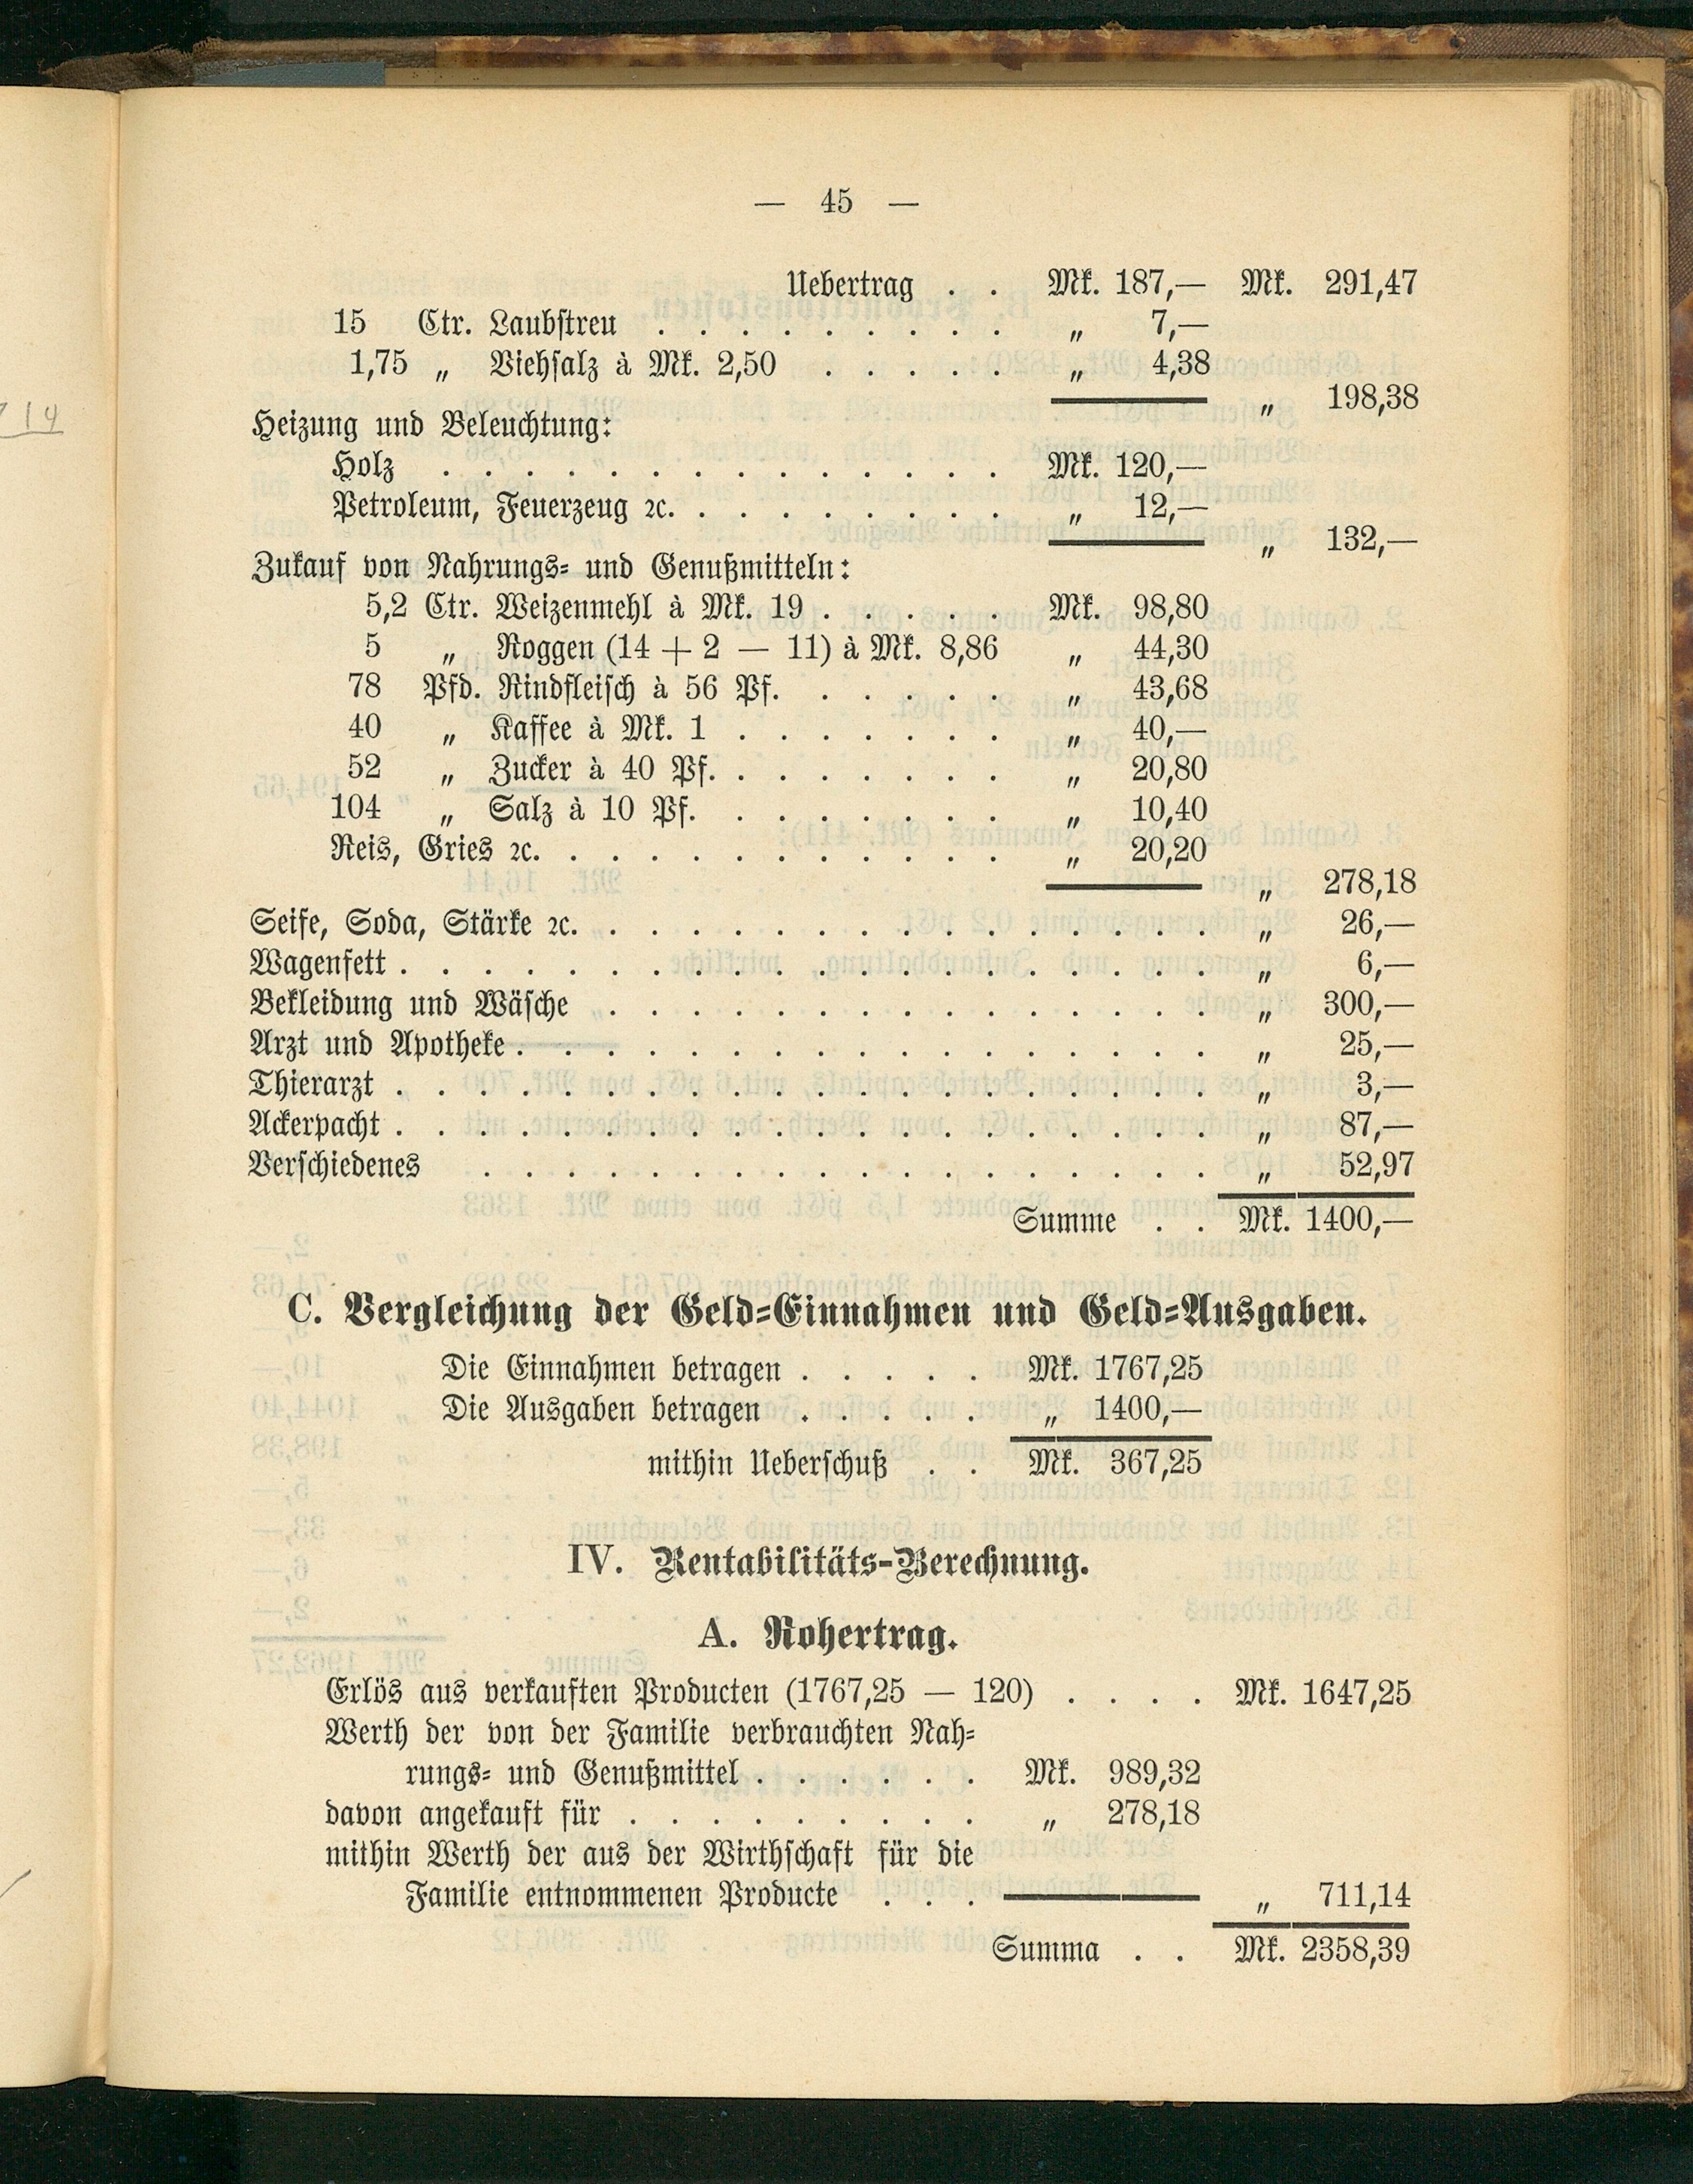 — 45 —
Uebertrag . . Mk. 187,— Mk. 291,47
15 Ctr. Laubstreu . . . . . . . . . „ 7,—
1,75 „ Viehsalz à Mk. 2,50 . . . . . „ 4,38
„ 198,38
Heizung und Beleuchtung:
Holz . . . . . . . . . . . . . . Mk. 120,—
Petroleum, Feuerzeug ꝛc. . . . . . . . . „ 12,—
„ 132,—
Zukauf von Nahrungs- und Genußmitteln:
5,2 Ctr. Weizenmehl à Mk. 19 . . . . . Mk. 98,80
5 „ Roggen (14 + 2 — 11) à Mk. 8,86 „ 44,30
78 Pfd. Rindfleisch à 56 Pf. . . . . . „ 43,68
40 „ Kaffee à Mk. 1 . . . . . . . „ 40,—
52 „ Zucker à 40 Pf. . . . . . . . „ 20,80
104 „ Salz à 10 Pf. . . . . . . . „ 10,40
Reis, Gries ꝛc. . . . . . . . . . . . „ 20,20
„ 278,18
Seife, Soda, Stärke ꝛc. . . . . . . . . . . . . . . . „ 26,—
Wagenfett . . . . . . . . . . . . . . . . . . . . „ 6,—
Bekleidung und Wäsche . . . . . . . . . . . . . . . „ 300,—
Arzt und Apotheke . . . . . . . . . . . . . . . . . „ 25,—
Thierarzt . . . . . . . . . . . . . . . . . . . . „ 3,—
Ackerpacht . . . . . . . . . . . . . . . . . . . . „ 87,—
Verschiedenes . . . . . . . . . . . . . . . . . . „ 52,97
Summe . . Mk. 1400,—
C. Vergleichung der Geld-Einnahmen und Geld-Ausgaben.
Die Einnahmen betragen . . . . . Mk. 1767,25
Die Ausgaben betragen . . . . . „ 1400,—
mithin Ueberschuß . . Mk. 367,25
IV. Rentabilitäts-Berechnung.
A. Rohertrag.
Erlös aus verkauften Producten (1767,25 — 120) . . . . Mk. 1647,25
Werth der von der Familie verbrauchten Nah-
rungs- und Genußmittel . . . . . . Mk. 989,32
davon angekauft für . . . . . . . . . „ 278,18
mithin Werth der aus der Wirthschaft für die
Familie entnommenen Producte . . . „ 711,14
Summa . . Mk. 2358,39